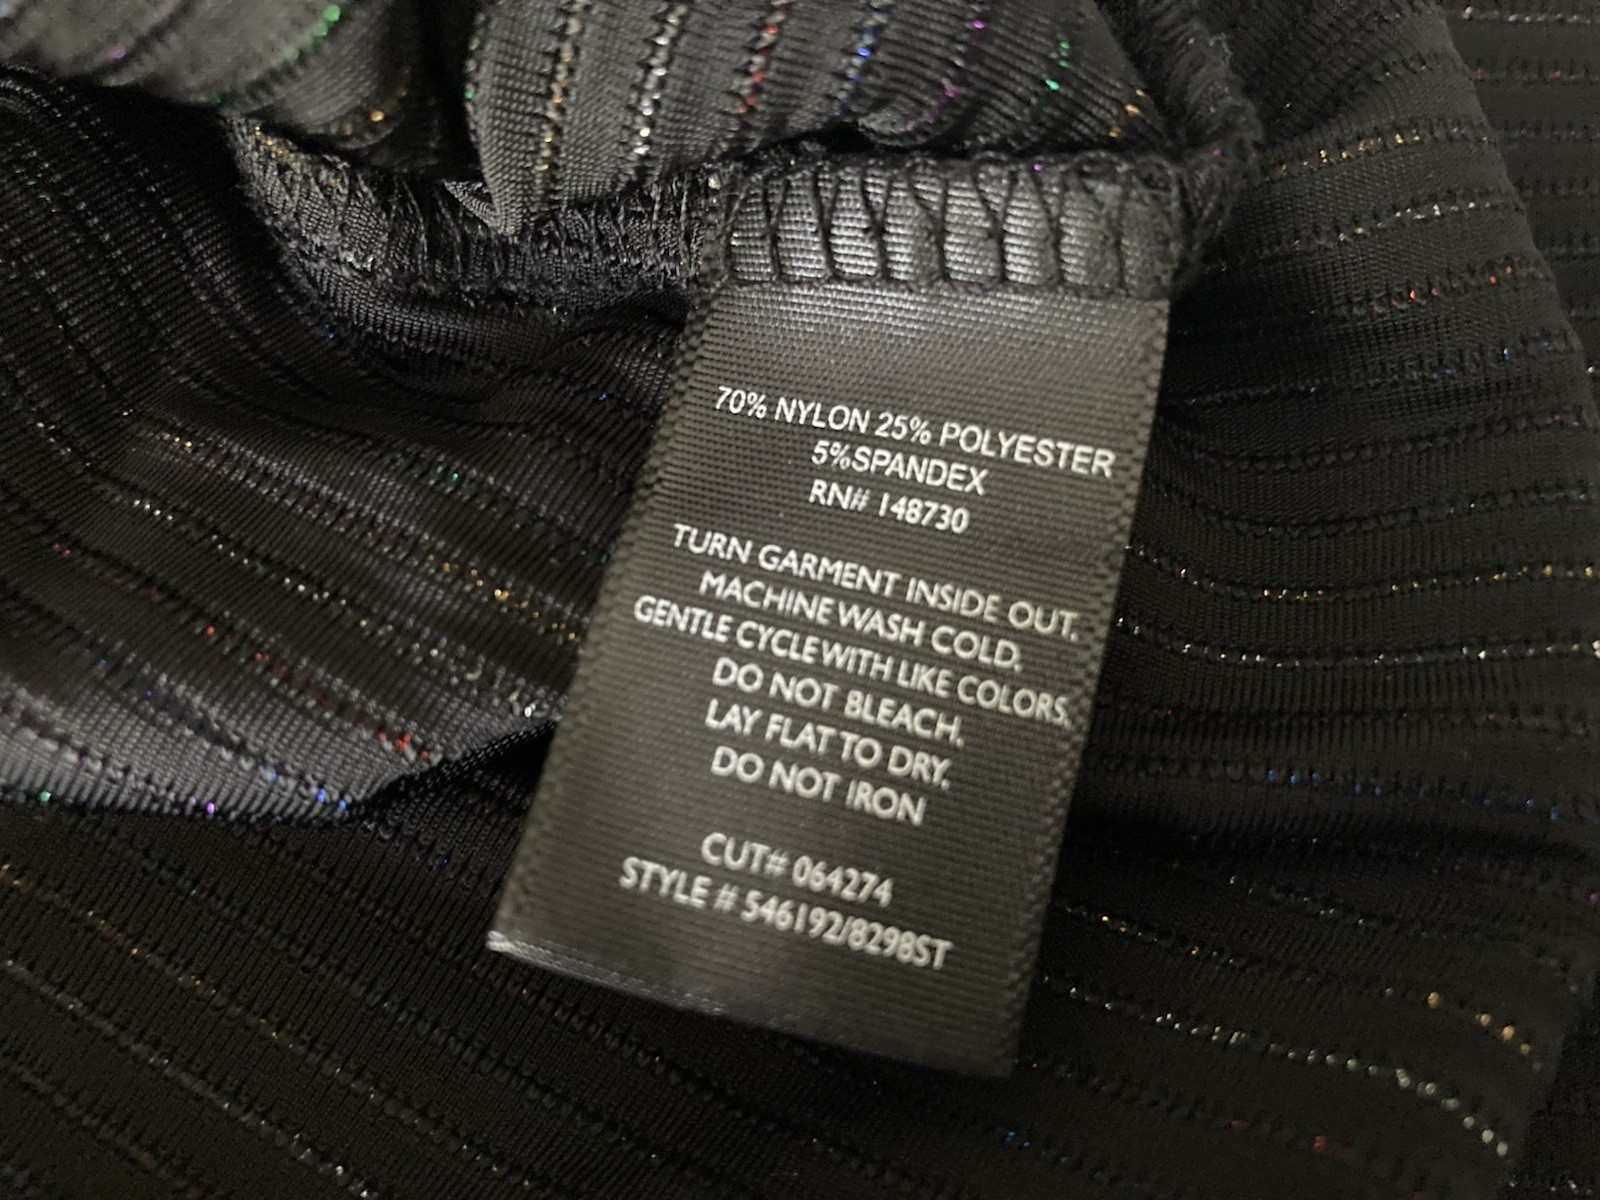 70% NYLON 25% POLYESTER
5%SPANDEX
RN# 148730
TURN GARMENT INSIDE OUT.
MACHINE WASH COLD.
GENTLE CYCLE WITH LIKE COLORS.
DO NOT BLEACH.
LAY FLAT TO DRY.
DO NOT IRON
CUT# 064274
STYLE # 546192/8298ST